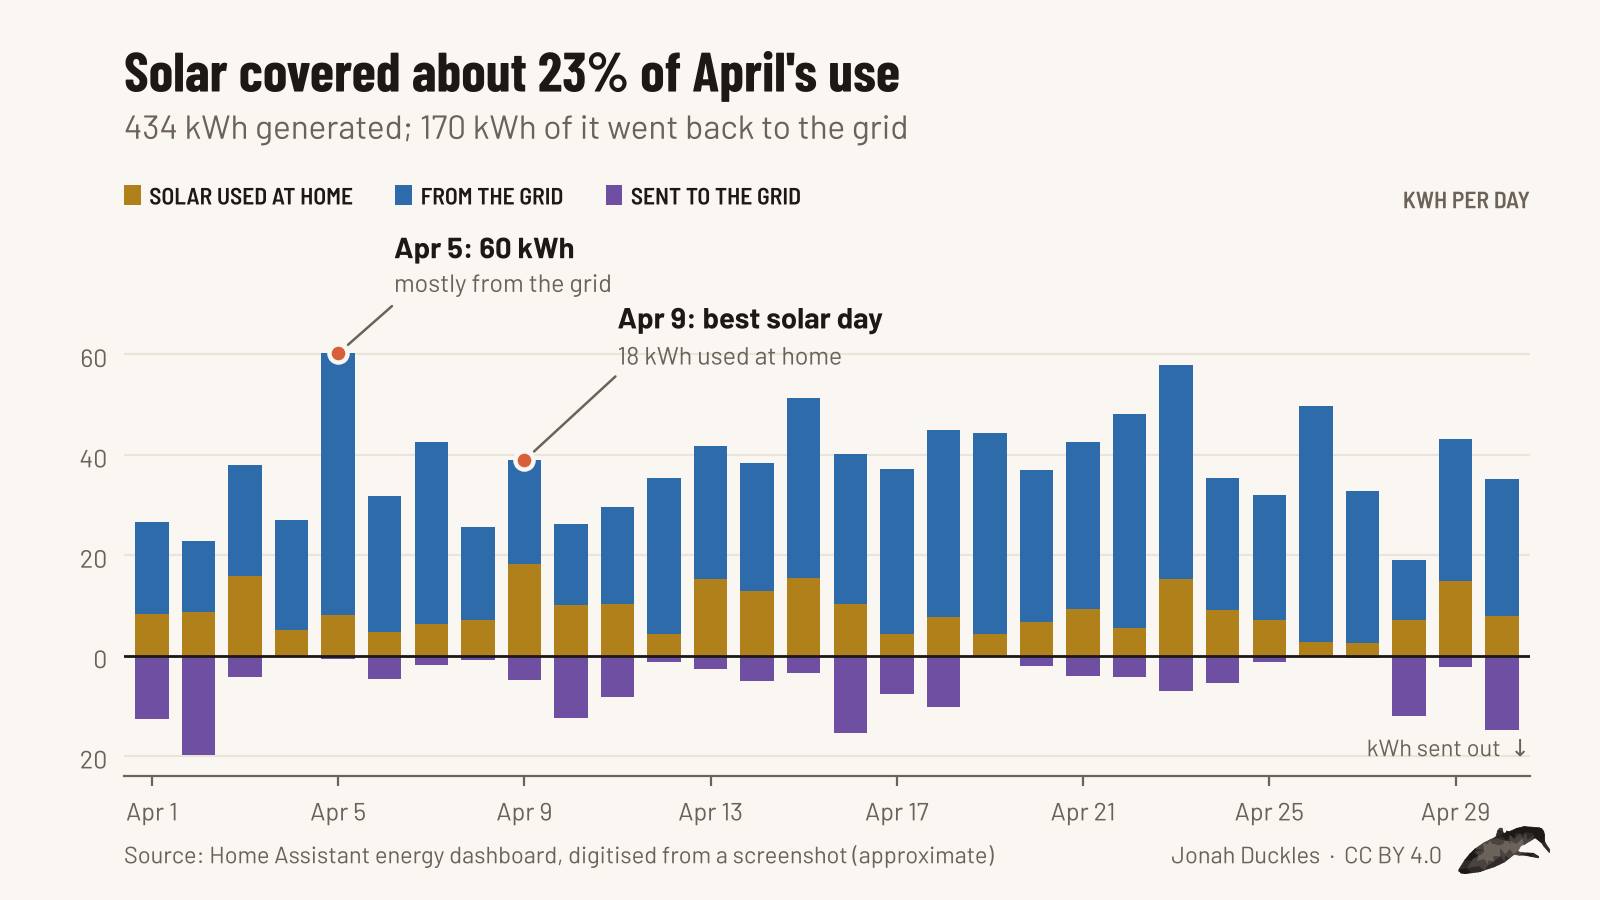 Solar covered about 23% of April's use
434 kWh generated; 170 kWh of it went back to the grid
SOLAR USED AT HOME FROM THE GRID SENT TO THE GRID
KWH PER DAY
Apr 5: 60 kWh
mostly from the grid
Apr 9: best solar day
18 kWh used at home
60
40
20
0
20
kWh sent out ↓
Apr 1 Apr 5 Apr 9 Apr 13 Apr 17 Apr 21 Apr 25 Apr 29
Source: Home Assistant energy dashboard, digitised from a screenshot (approximate)
Jonah Duckles · CC BY 4.0